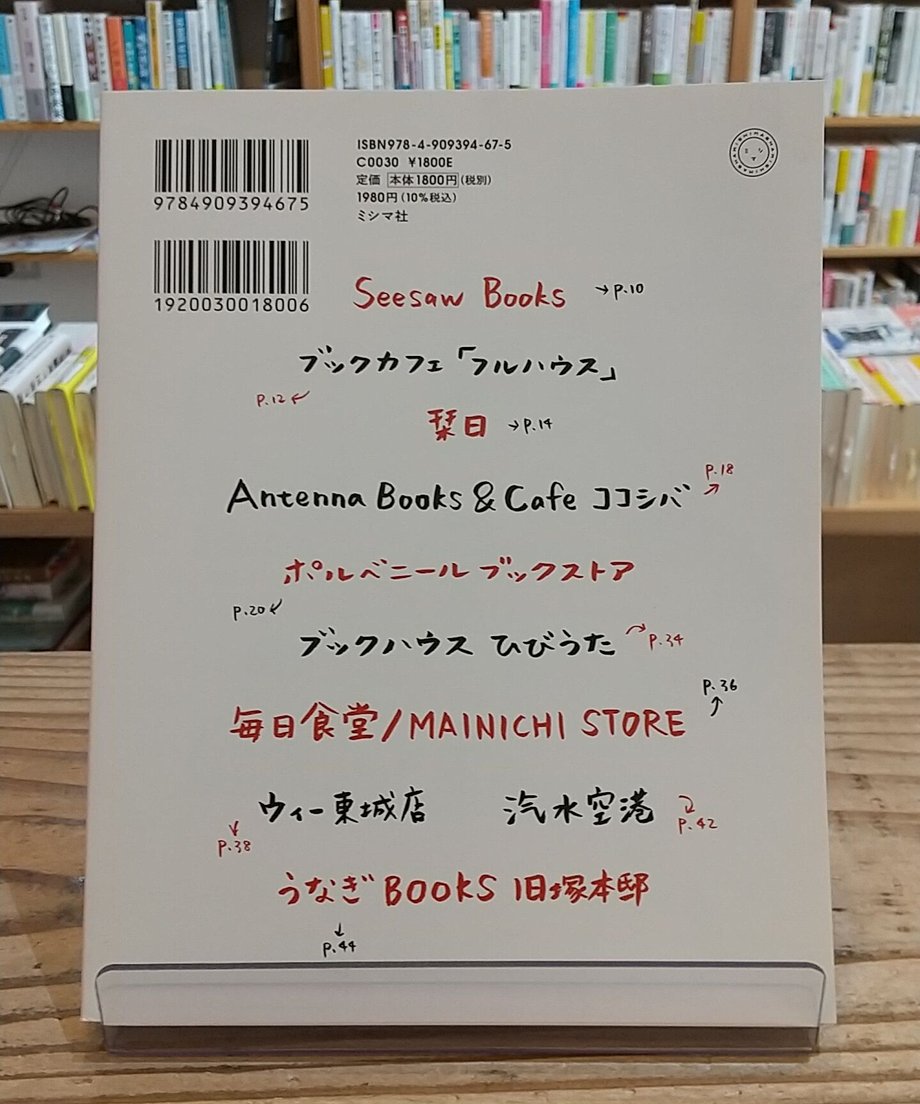 ISBN978-4-909394-67-5
C0030 ¥1800E
定価 本体1800円(税別)
1980円(10%税込)
ミシマ社
9784909394675
1920030018006
Seesaw Books →p.10
ブックカフェ「フルハウス」
p.12
栞日 →p.14
p.18
Antenna Books & Cafe ココシバ
ポルベニールブックストア
p.20
ブックハウス ひびうた p.34
p.36
毎日食堂/MAINICHI STORE
ウィー東城店 汽水空港 p.42
p.38
うなぎBOOKS 旧塚本邸
p.44